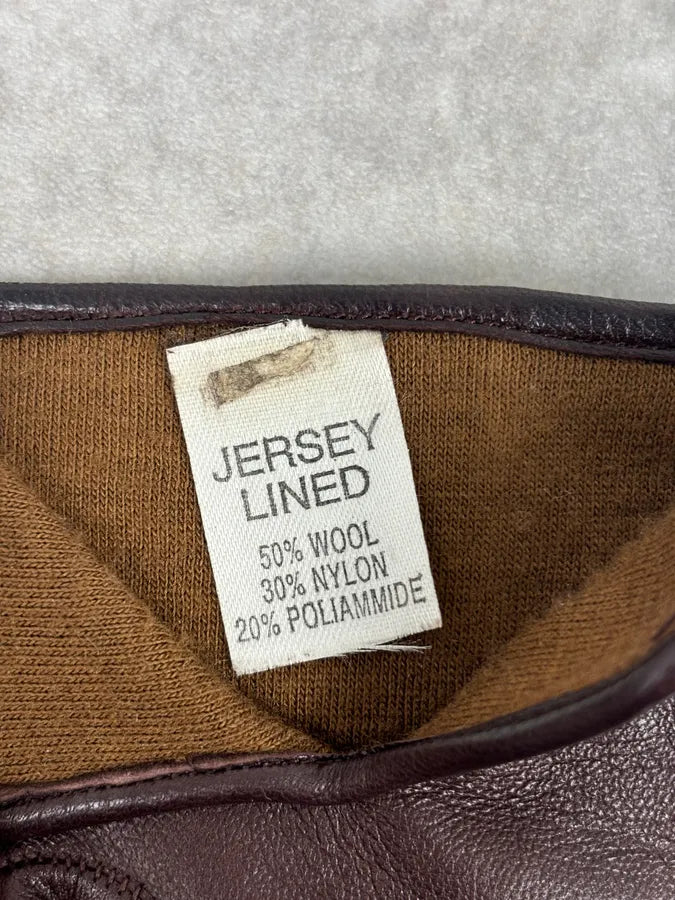 JERSEY
LINED
50% WOOL
30% NYLON
20% POLIAMMIDE